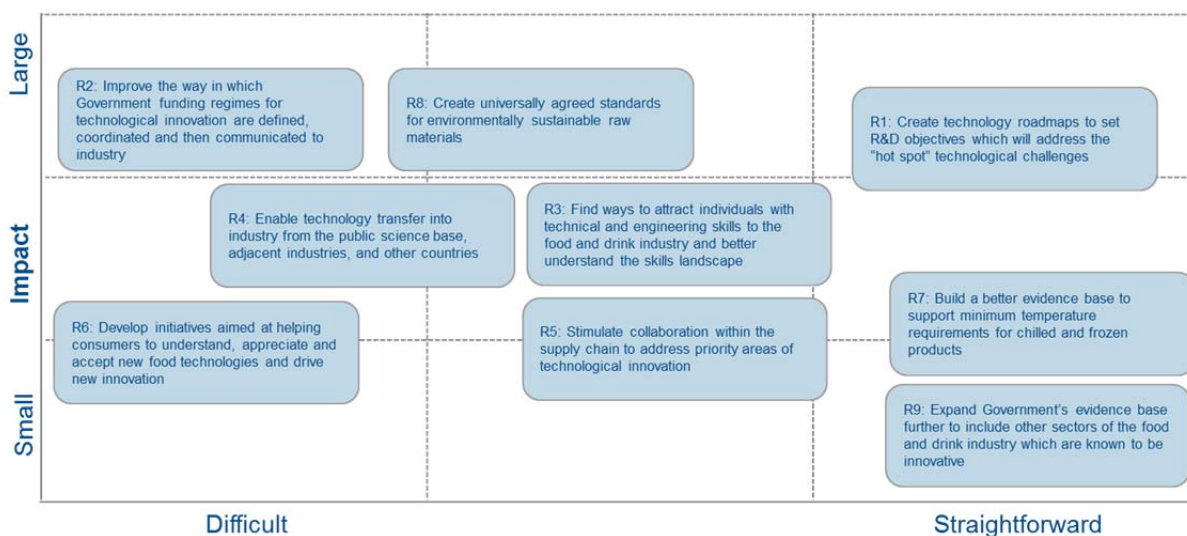 Large
R2: Improve the way in which
Government funding regimes for
technological innovation are defined,
coordinated and then communicated to
industry
R8: Create universally agreed standards
for environmentally sustainable raw
materials
R1: Create technology roadmaps to set
R&D objectives which will address the
“hot spot” technological challenges
Impact
R4: Enable technology transfer into
industry from the public science base,
adjacent industries, and other countries
R3: Find ways to attract individuals with
technical and engineering skills to the
food and drink industry and better
understand the skills landscape
R7: Build a better evidence base to
support minimum temperature
requirements for chilled and frozen
products
R6: Develop initiatives aimed at helping
consumers to understand, appreciate and
accept new food technologies and drive
new innovation
R5: Stimulate collaboration within the
supply chain to address priority areas of
technological innovation
Small
R9: Expand Government’s evidence base
further to include other sectors of the food
and drink industry which are known to be
innovative
Difficult
Straightforward